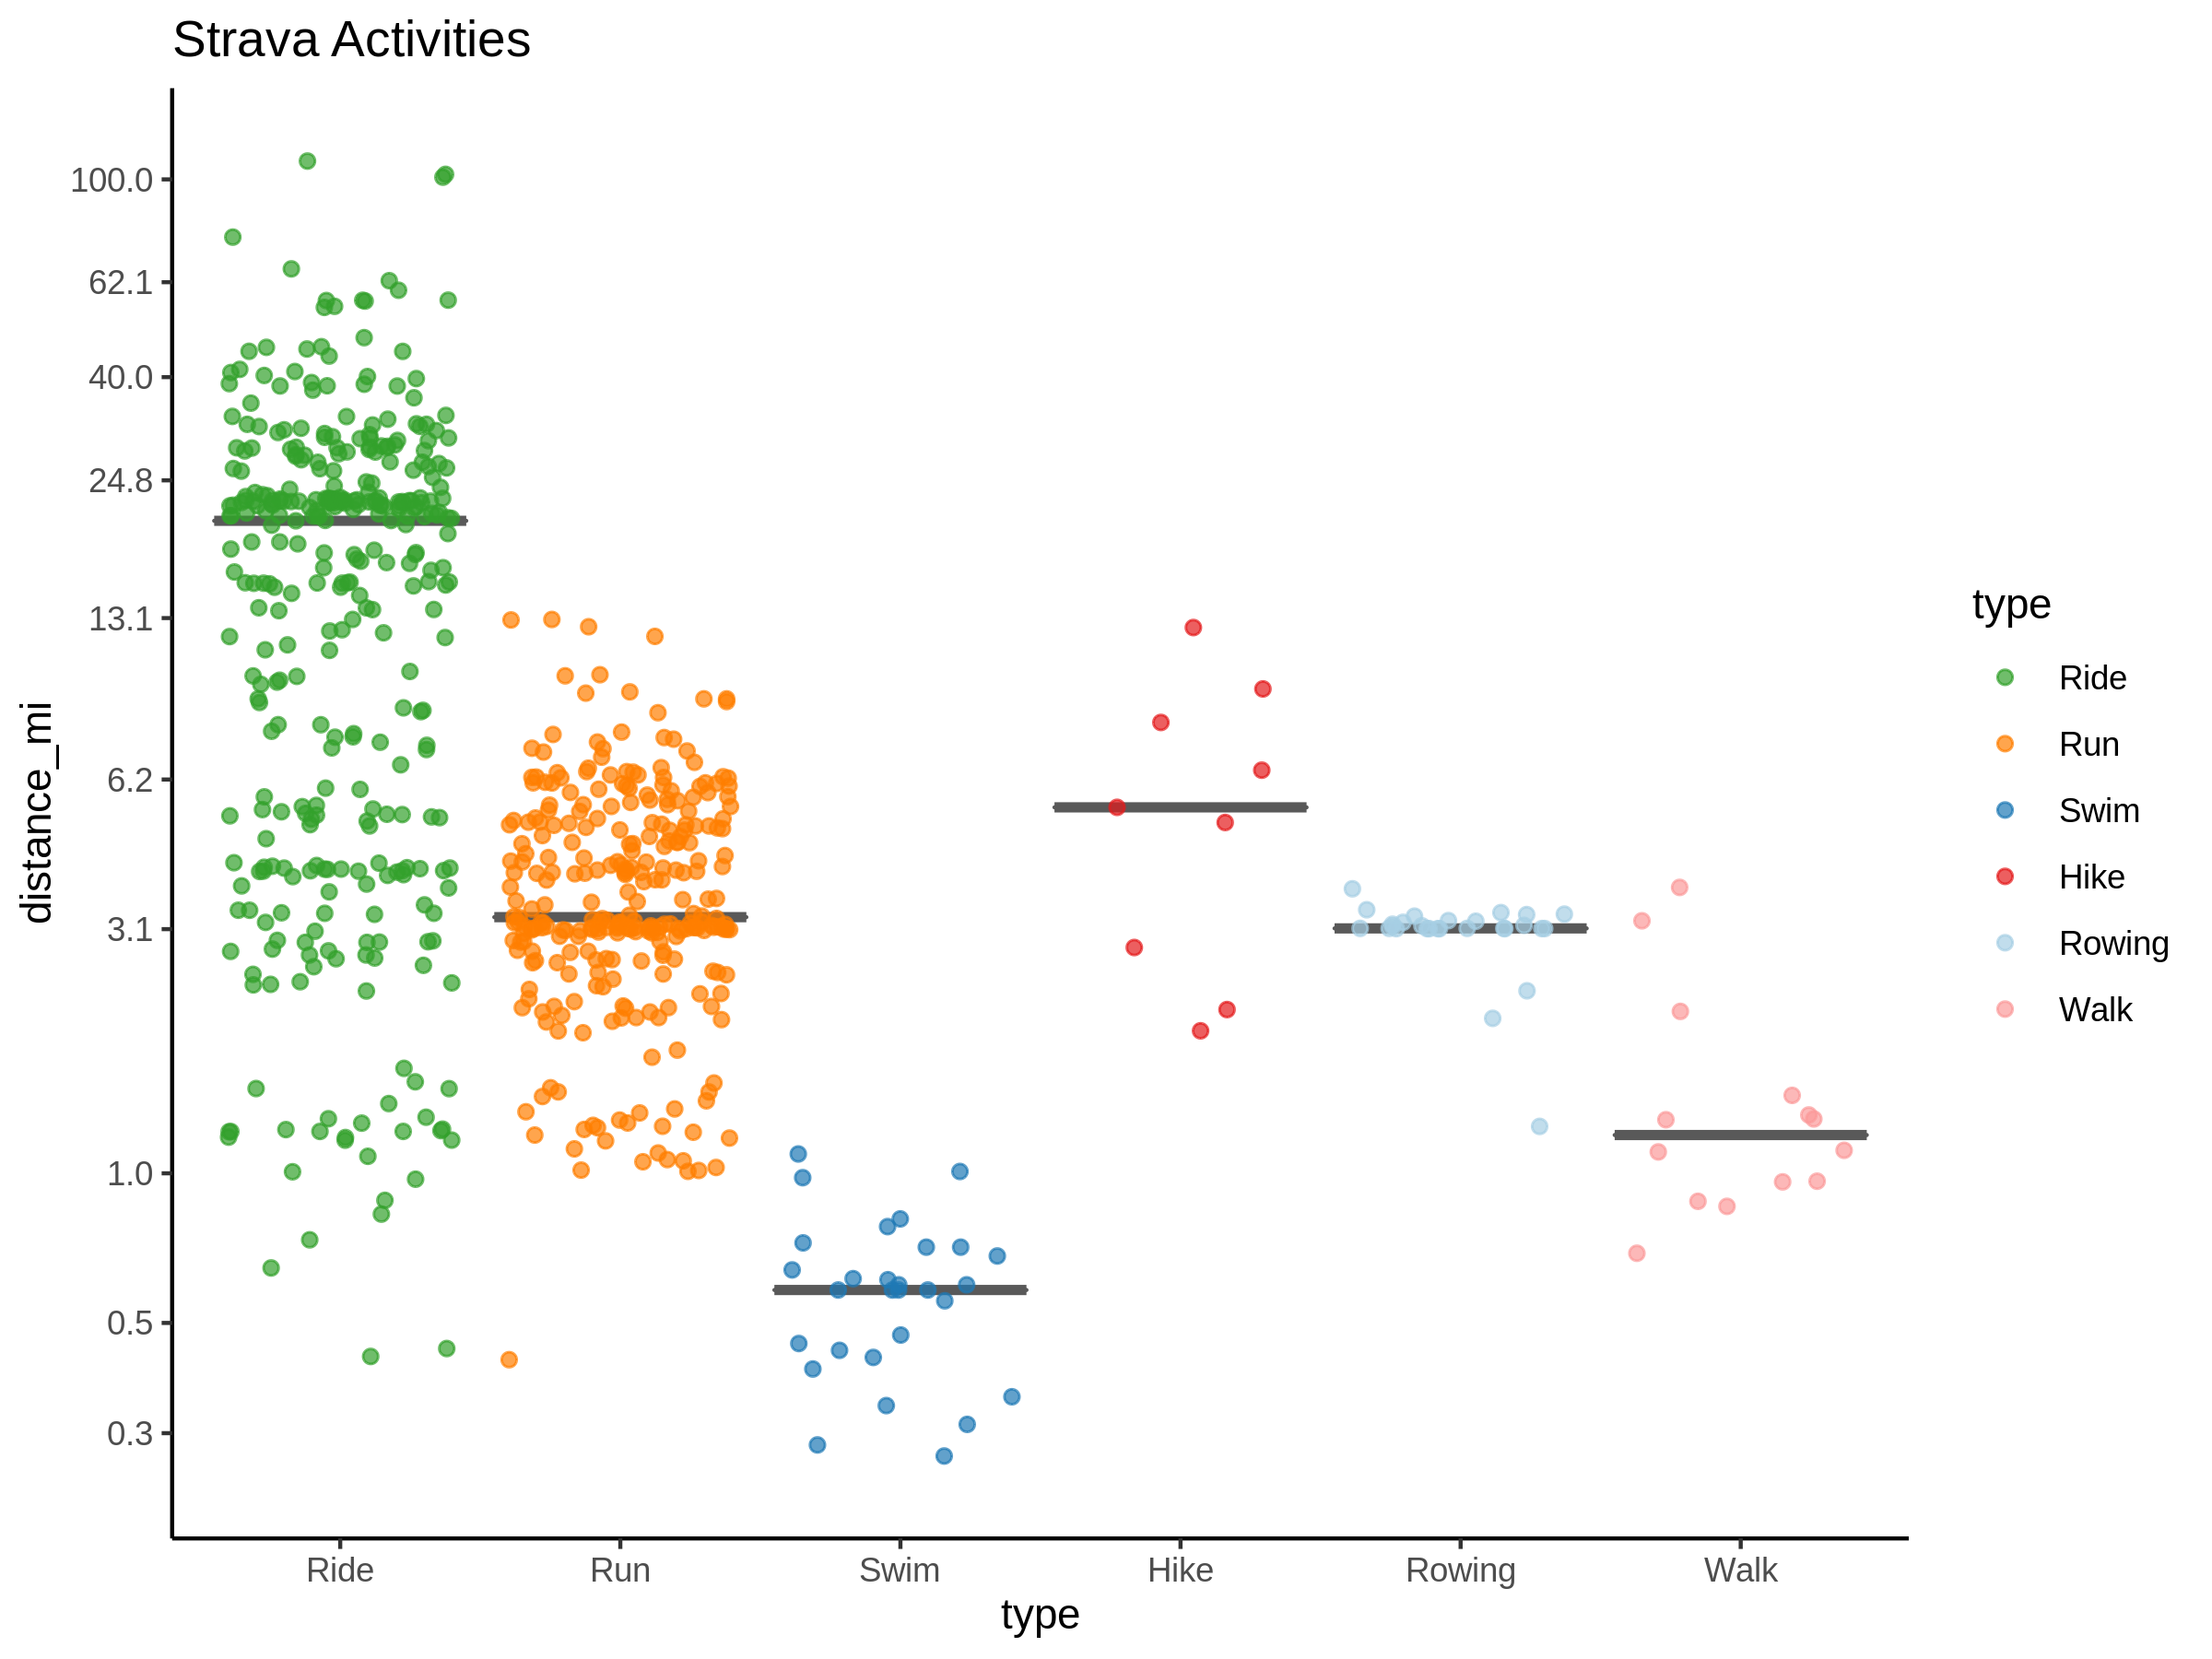 Strava Activities
distance_mi
100.0
62.1
40.0
24.8
13.1
6.2
3.1
1.0
0.5
0.3
Ride
Run
Swim
Hike
Rowing
Walk
type
type
Ride
Run
Swim
Hike
Rowing
Walk